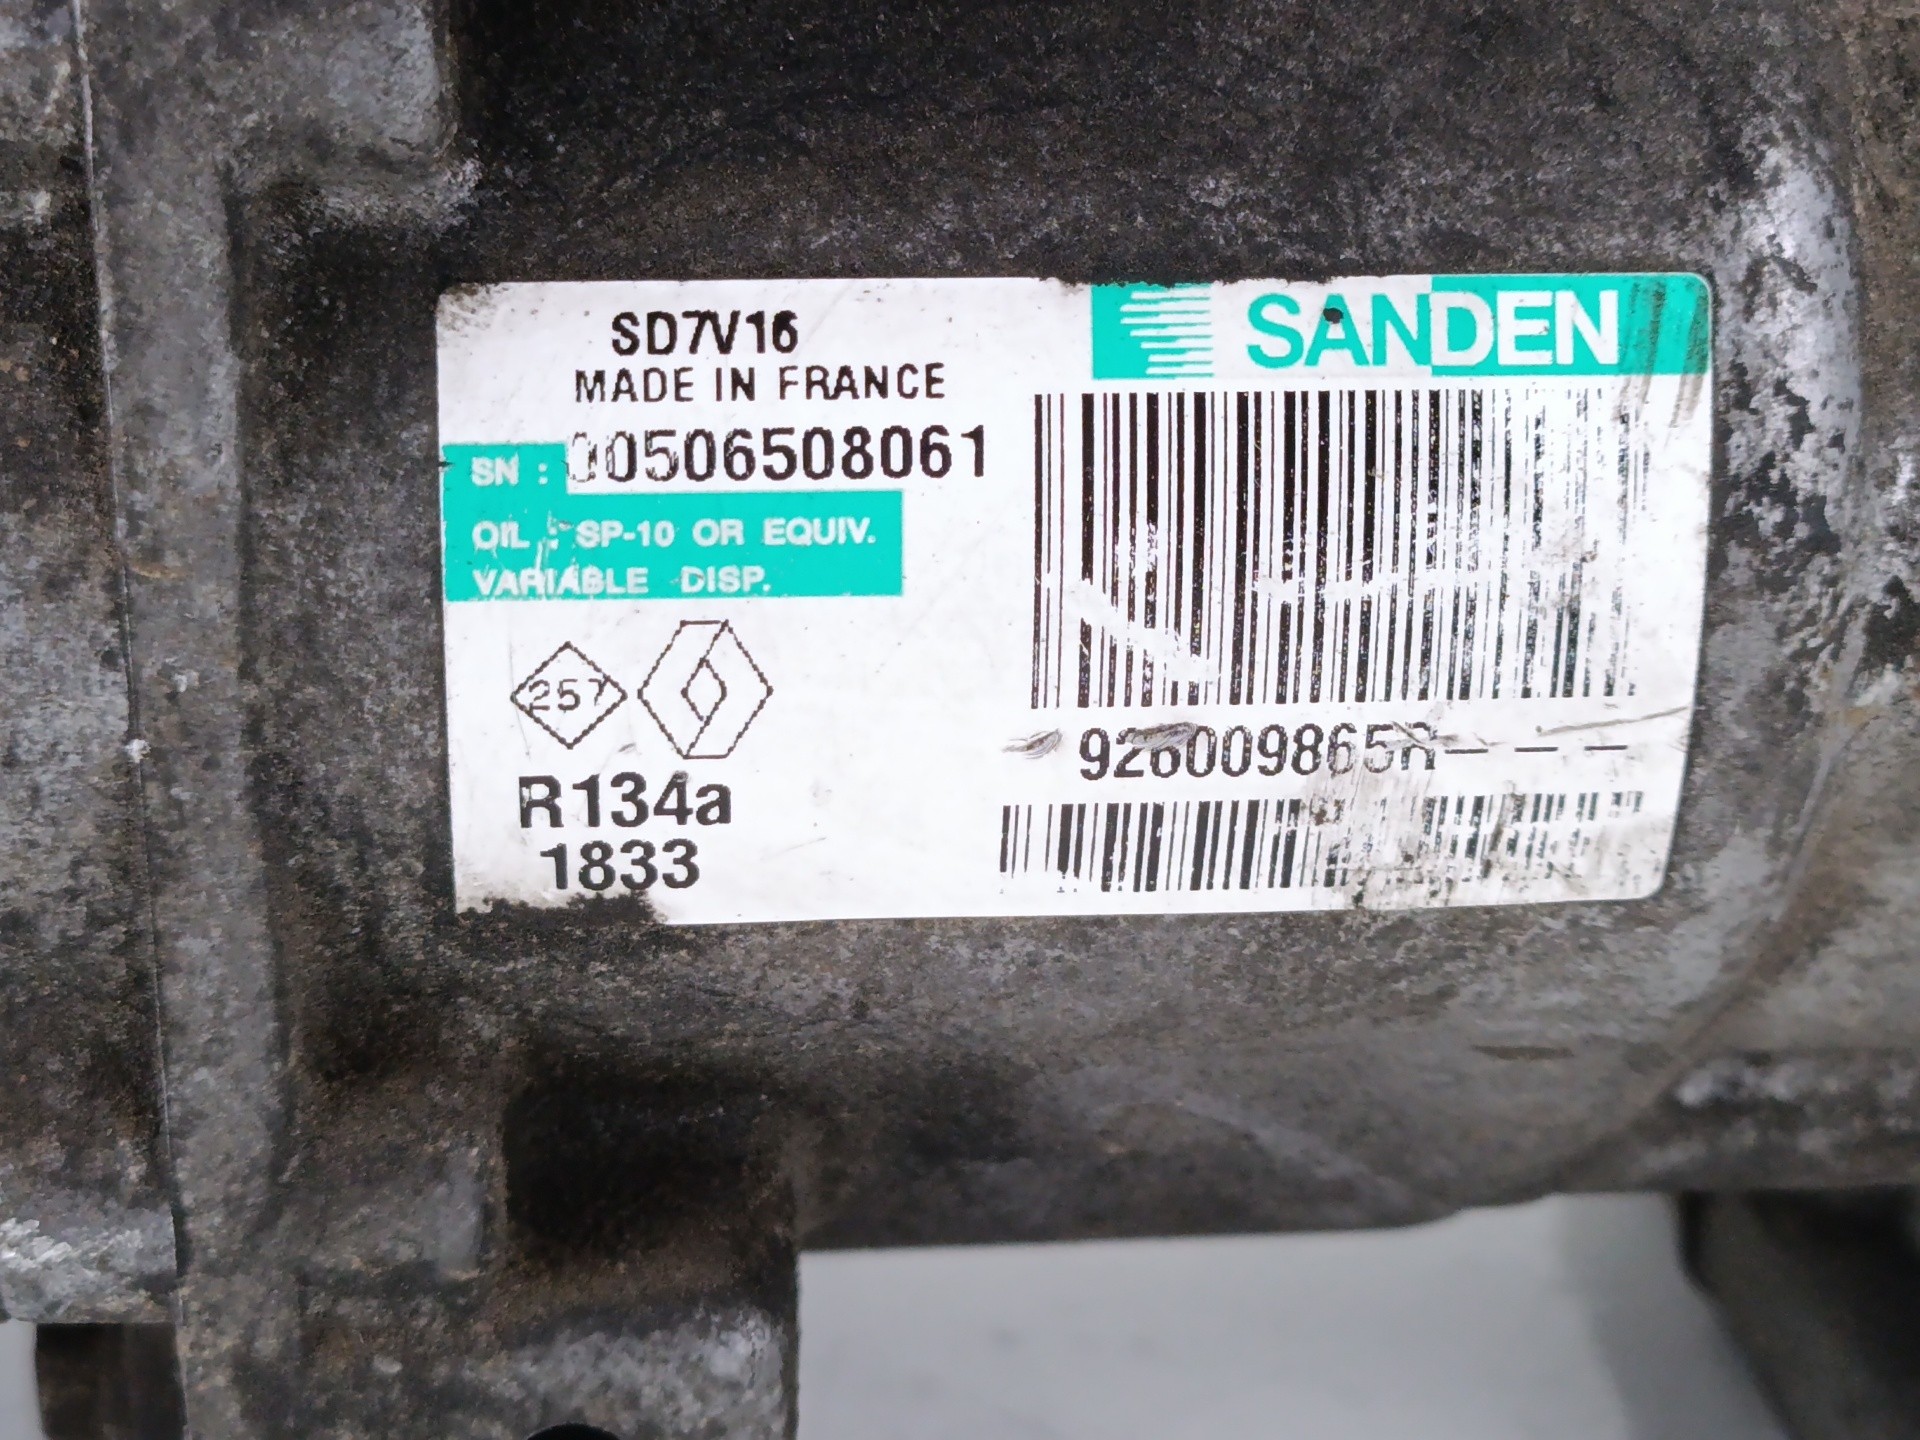 SD7V16
MADE IN FRANCE
SANDEN
SN : 00506508061
OIL : SP-10 OR EQUIV.
VARIABLE DISP.
257
926009865R- - -
R134a
1833